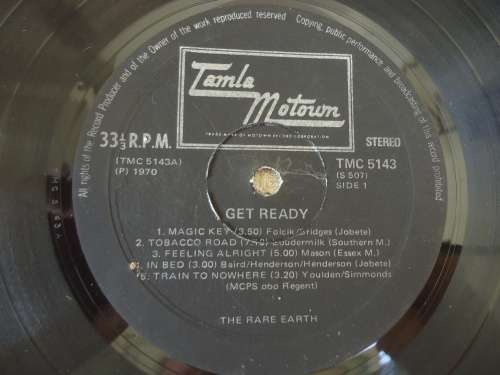 All rights of the Record Producer and of the Owner of the work reproduced reserved
Copying, public performance and broadcasting of this record prohibited
Tamla
Motown
TRADE MARK OF MOTOWN RECORD CORPORATION
33 1/3 R.P.M.
STEREO
(TMC 5143A)
TMC 5143
(P) 1970
(S 507)
SIDE 1
GET READY
1. MAGIC KEY (3.50) Folcik/Bridges (Jobete)
2. TOBACCO ROAD Loudermilk (Southern M.)
3. FEELING ALRIGHT (5.00) Mason (Essex M.)
4. IN BED (3.00) Baird/Henderson/Henderson (Jobete)
5. TRAIN TO NOWHERE (3.20) Youlden/Simmonds
(MCPS obo Regent)
THE RARE EARTH